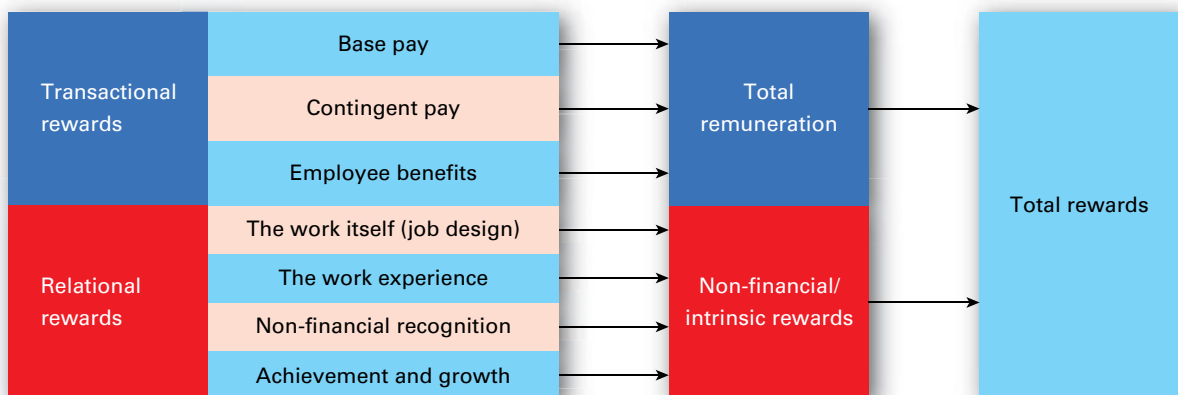 Transactional
rewards
Base pay
Contingent pay
Employee benefits
Total
remuneration
Relational
rewards
The work itself (job design)
The work experience
Non-financial recognition
Achievement and growth
Non-financial/
intrinsic rewards
Total rewards